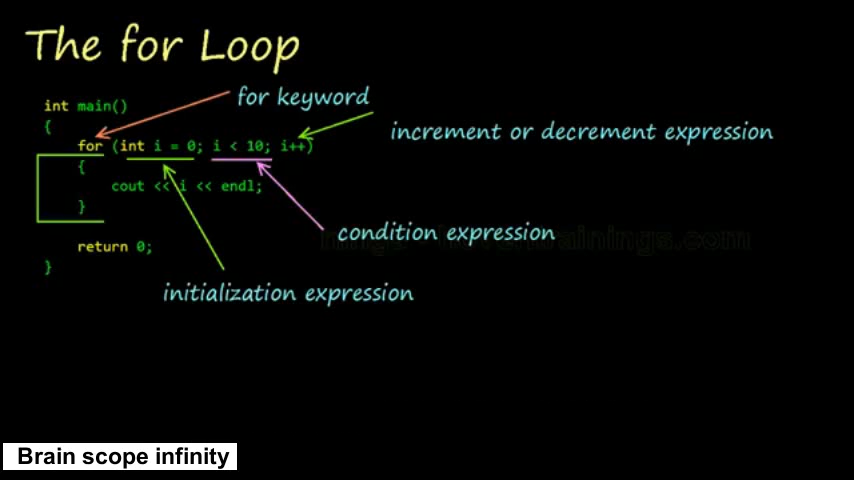 The for Loop
for keyword
int main()
{
increment or decrement expression
for (int i = 0; i < 10; i++)
{
cout << i << endl;
}
condition expression
return 0;
}
initialization expression
Brain scope infinity